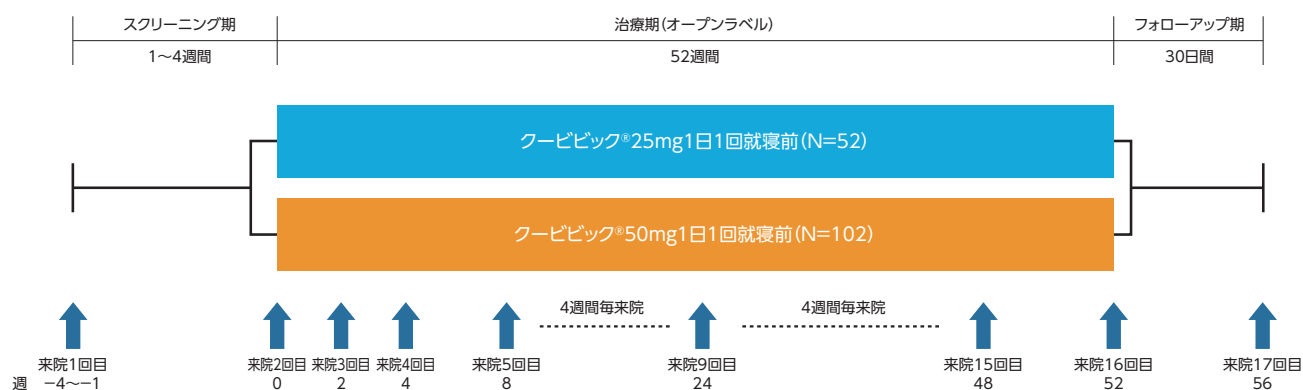 スクリーニング期 治療期(オープンラベル) フォローアップ期
1～4週間 52週間 30日間
クービビック®25mg1日1回就寝前(N=52)
クービビック®50mg1日1回就寝前(N=102)
4週間毎来院 4週間毎来院
来院1回目 来院2回目 来院3回目 来院4回目 来院5回目 来院9回目 来院15回目 来院16回目 来院17回目
週 －4～－1 0 2 4 8 24 48 52 56